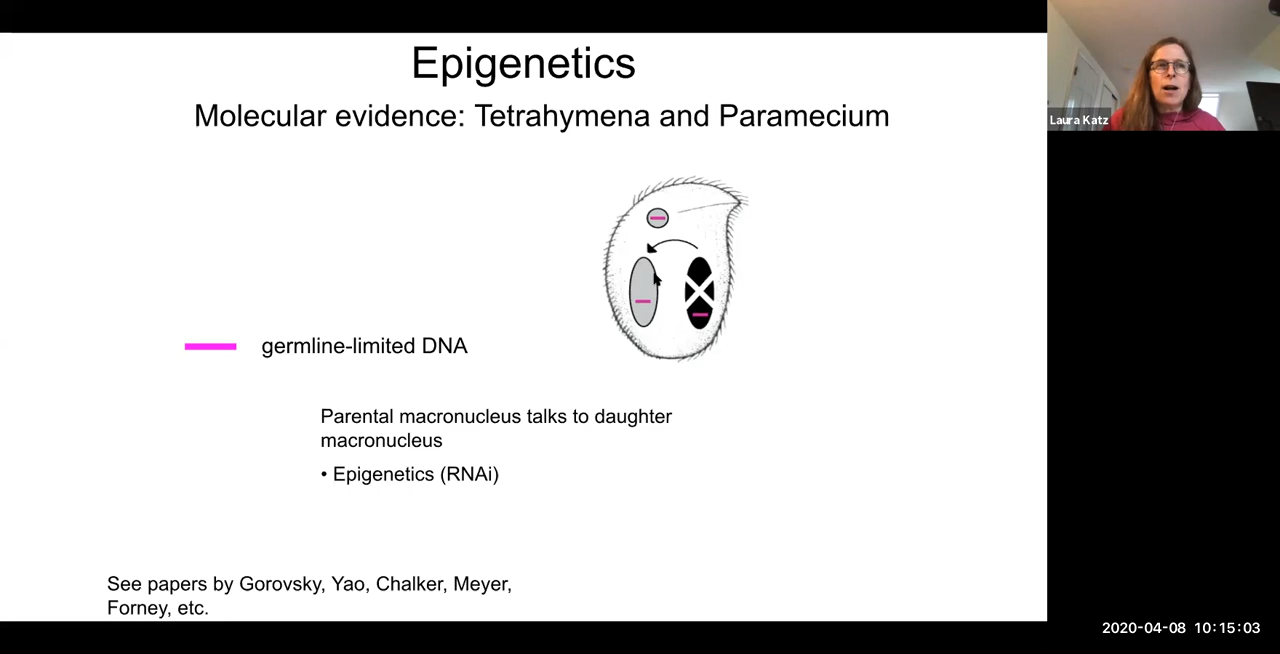 Epigenetics
Molecular evidence: Tetrahymena and Paramecium
Laura Katz
germline-limited DNA
Parental macronucleus talks to daughter
macronucleus
• Epigenetics (RNAi)
See papers by Gorovsky, Yao, Chalker, Meyer,
Forney, etc.
2020-04-08 10:15:03